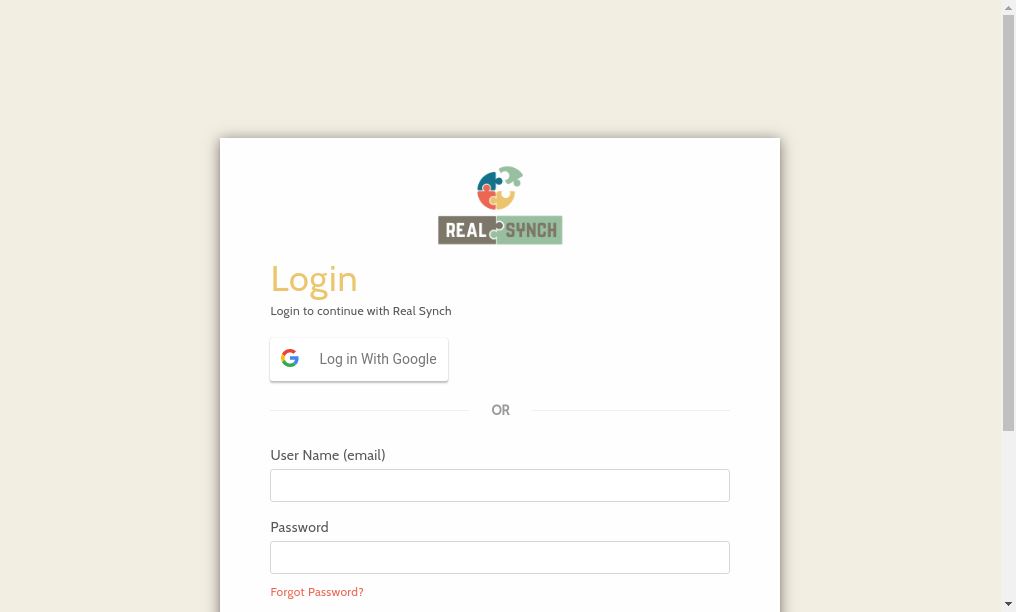 REAL SYNCH
Login
Login to continue with Real Synch
Log in With Google
OR
User Name (email)
Password
Forgot Password?